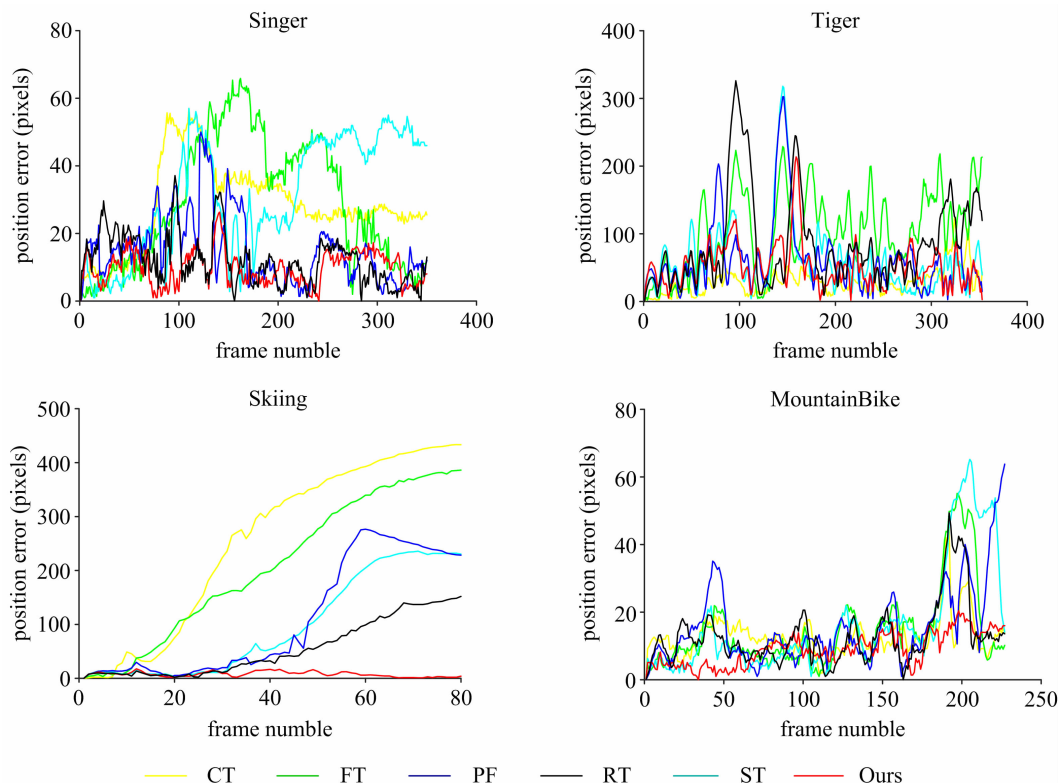 Singer
position error (pixels)
80
60
40
20
0
0 100 200 300 400
frame numble
Tiger
position error (pixels)
400
300
200
100
0
0 100 200 300 400
frame numble
Skiing
position error (pixels)
500
400
300
200
100
0
0 20 40 60 80
frame numble
MountainBike
position error (pixels)
80
60
40
20
0
0 50 100 150 200 250
frame numble
CT FT PF RT ST Ours